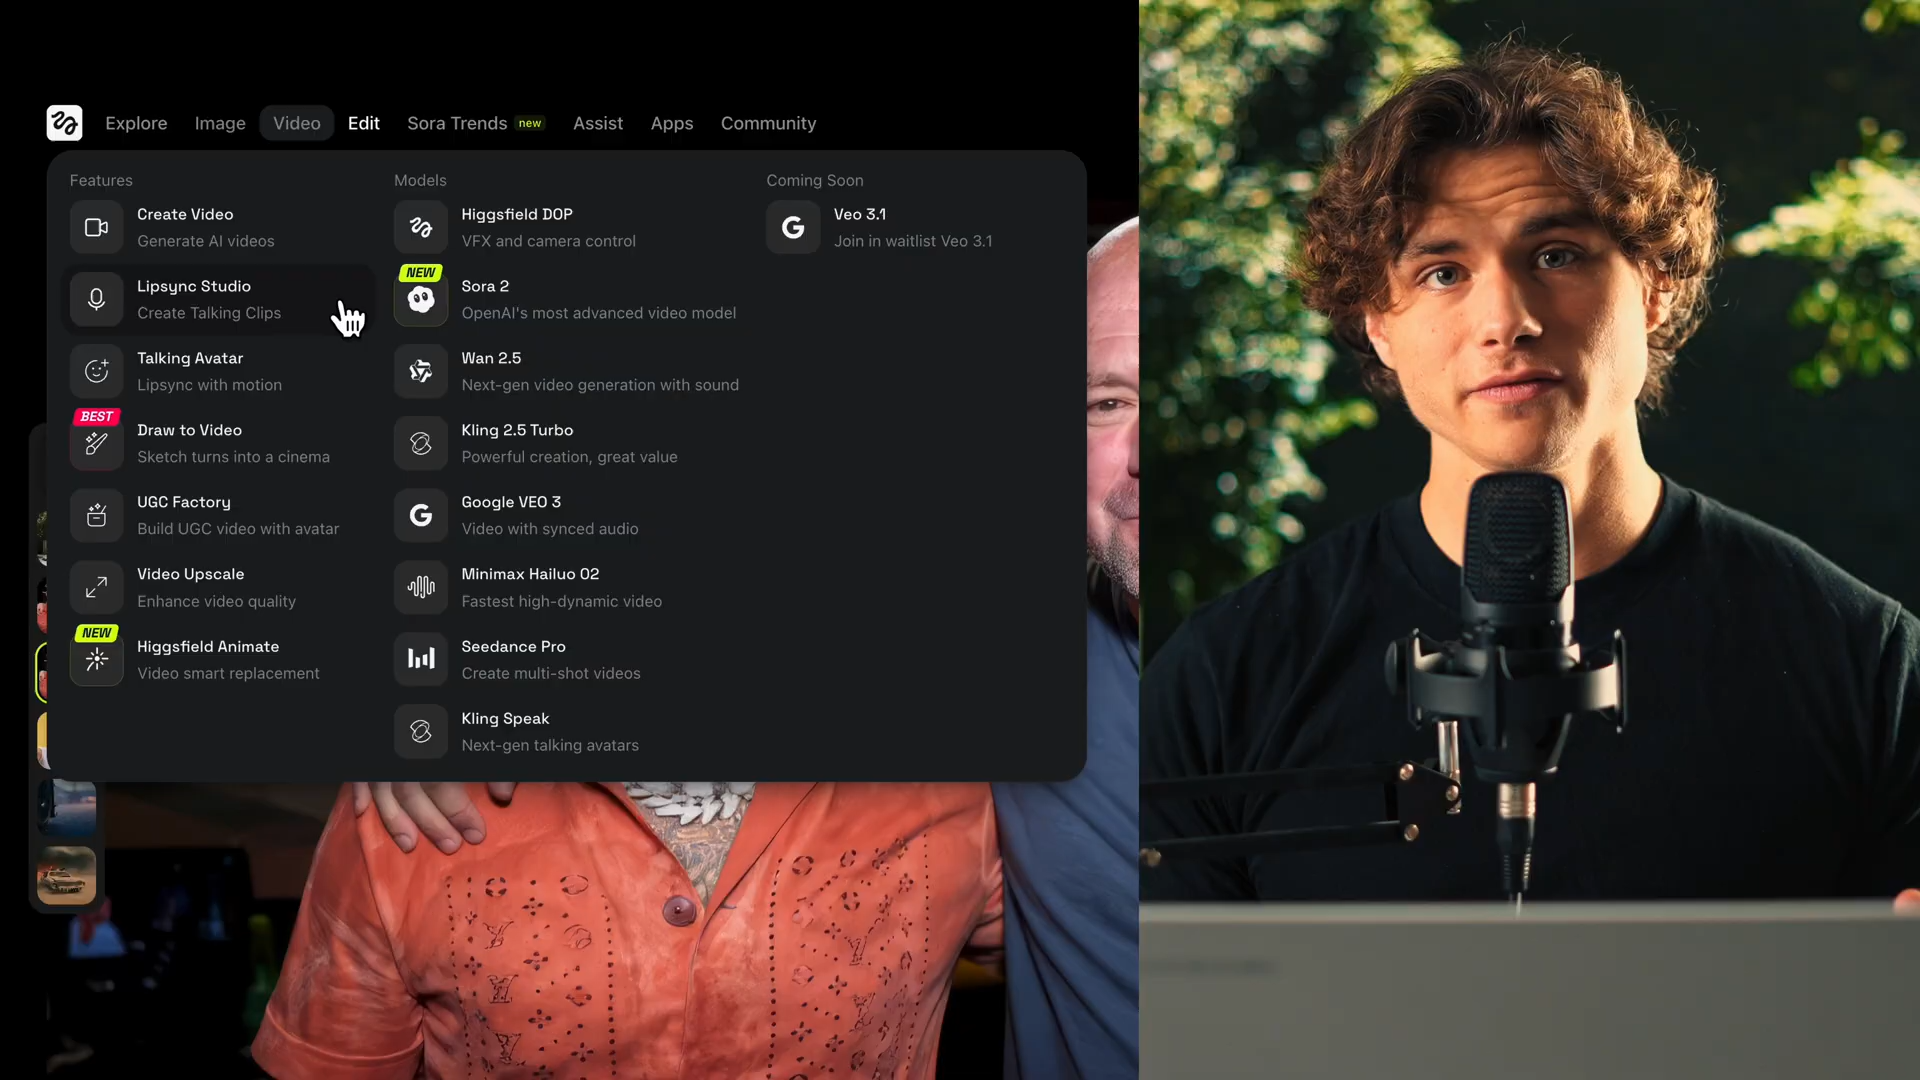 Explore
Image
Video
Edit
Sora Trends new
Assist
Apps
Community
Features
Create Video
Generate AI videos
Lipsync Studio
Create Talking Clips
Talking Avatar
Lipsync with motion
BEST
Draw to Video
Sketch turns into a cinema
UGC Factory
Build UGC video with avatar
Video Upscale
Enhance video quality
NEW
Higgsfield Animate
Video smart replacement
Models
Higgsfield DOP
VFX and camera control
NEW
Sora 2
OpenAI's most advanced video model
Wan 2.5
Next-gen video generation with sound
Kling 2.5 Turbo
Powerful creation, great value
G
Google VEO 3
Video with synced audio
Minimax Hailuo 02
Fastest high-dynamic video
Seedance Pro
Create multi-shot videos
Kling Speak
Next-gen talking avatars
Coming Soon
G
Veo 3.1
Join in waitlist Veo 3.1